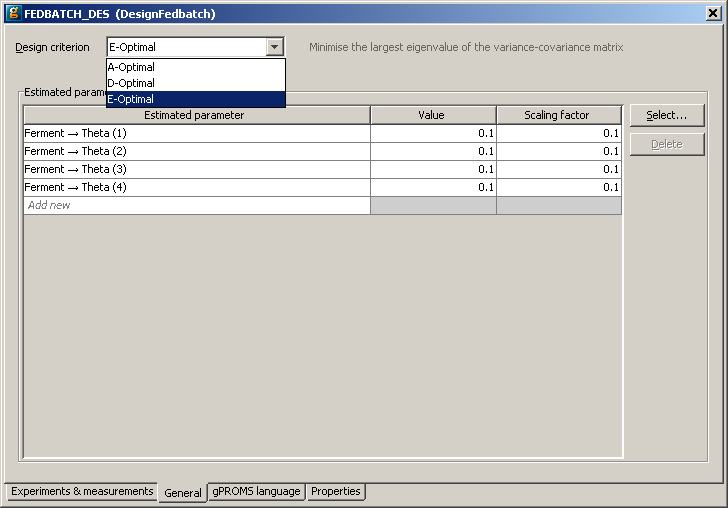 FEDBATCH_DES (DesignFedbatch)
Design criterion E-Optimal Minimise the largest eigenvalue of the variance-covariance matrix
A-Optimal
D-Optimal
E-Optimal
Estimated param
Estimated parameter Value Scaling factor Select...
Ferment → Theta (1) 0.1 0.1
Delete
Ferment → Theta (2) 0.1 0.1
Ferment → Theta (3) 0.1 0.1
Ferment → Theta (4) 0.1 0.1
Add new
Experiments & measurements General gPROMS language Properties